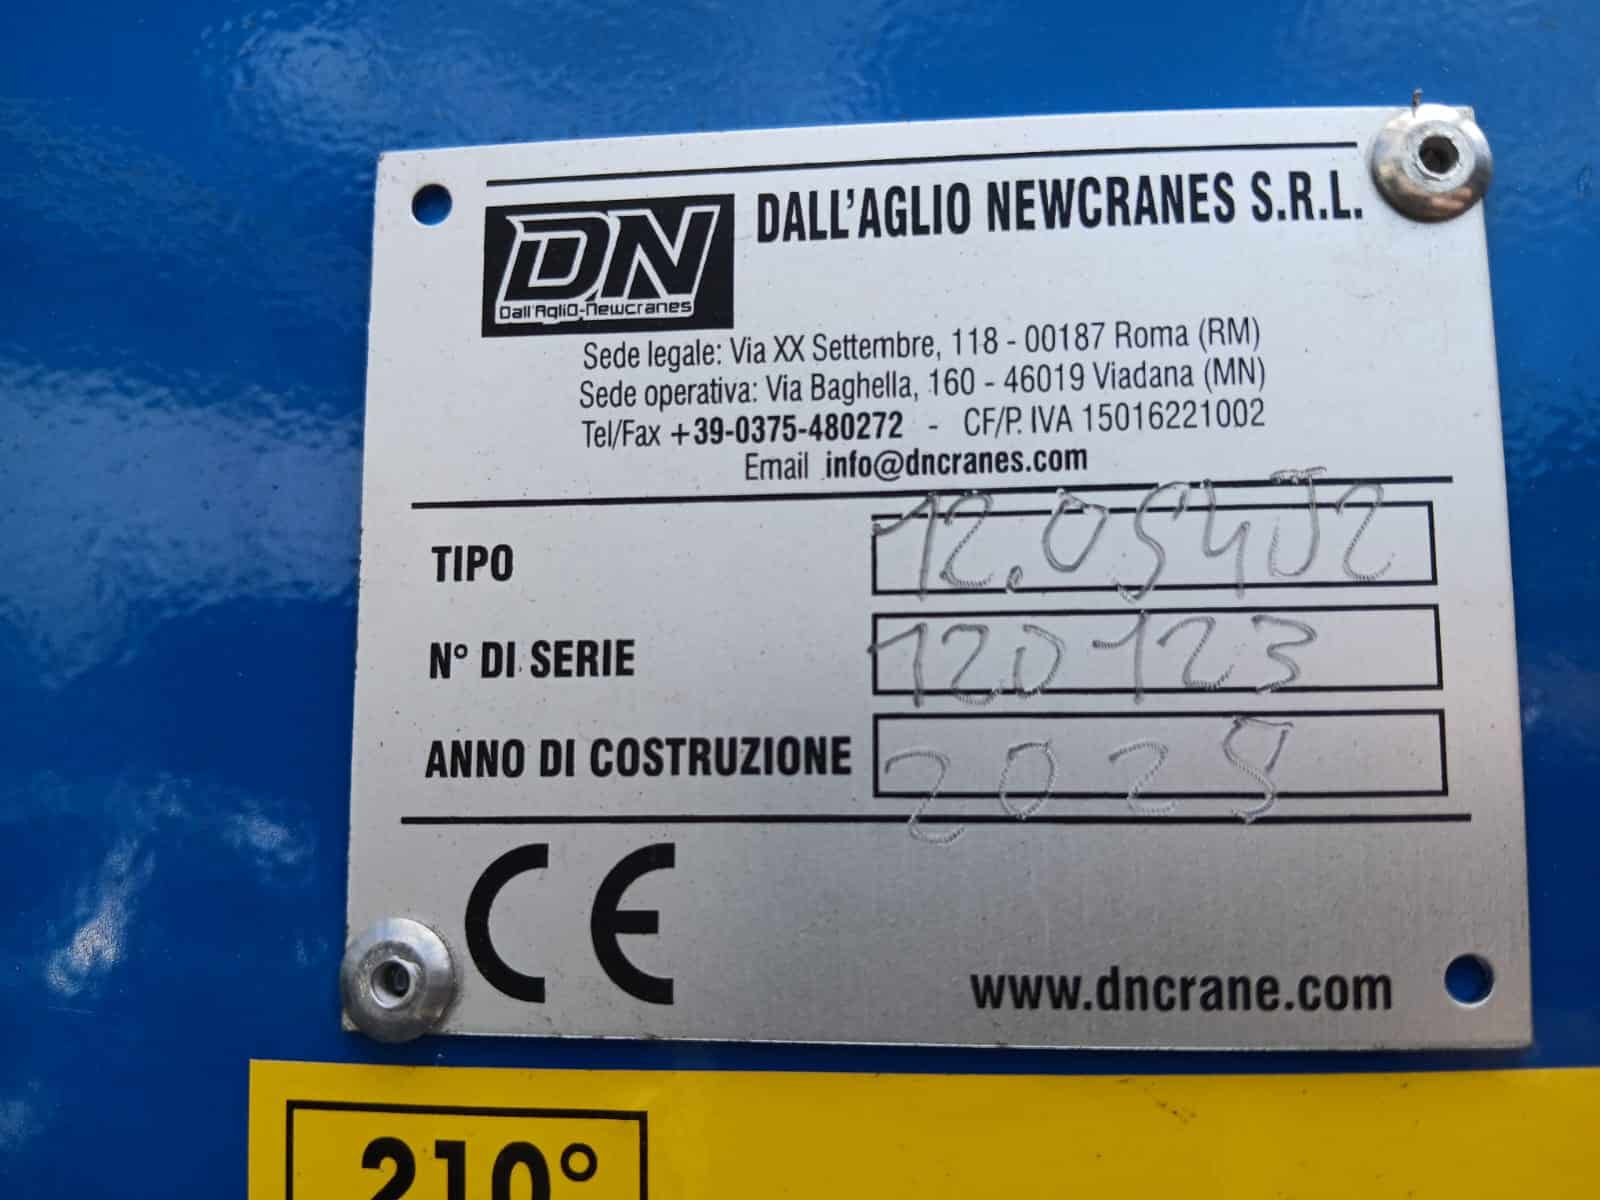 DN
Dall'Aglio-Newcranes
DALL'AGLIO NEWCRANES S.R.L.
Sede legale: Via XX Settembre, 118 - 00187 Roma (RM)
Sede operativa: Via Baghella, 160 - 46019 Viadana (MN)
Tel/Fax +39-0375-480272 - CF/P. IVA 15016221002
Email info@dncranes.com
TIPO
N° DI SERIE 120123
ANNO DI COSTRUZIONE
CE
www.dncrane.com
210°